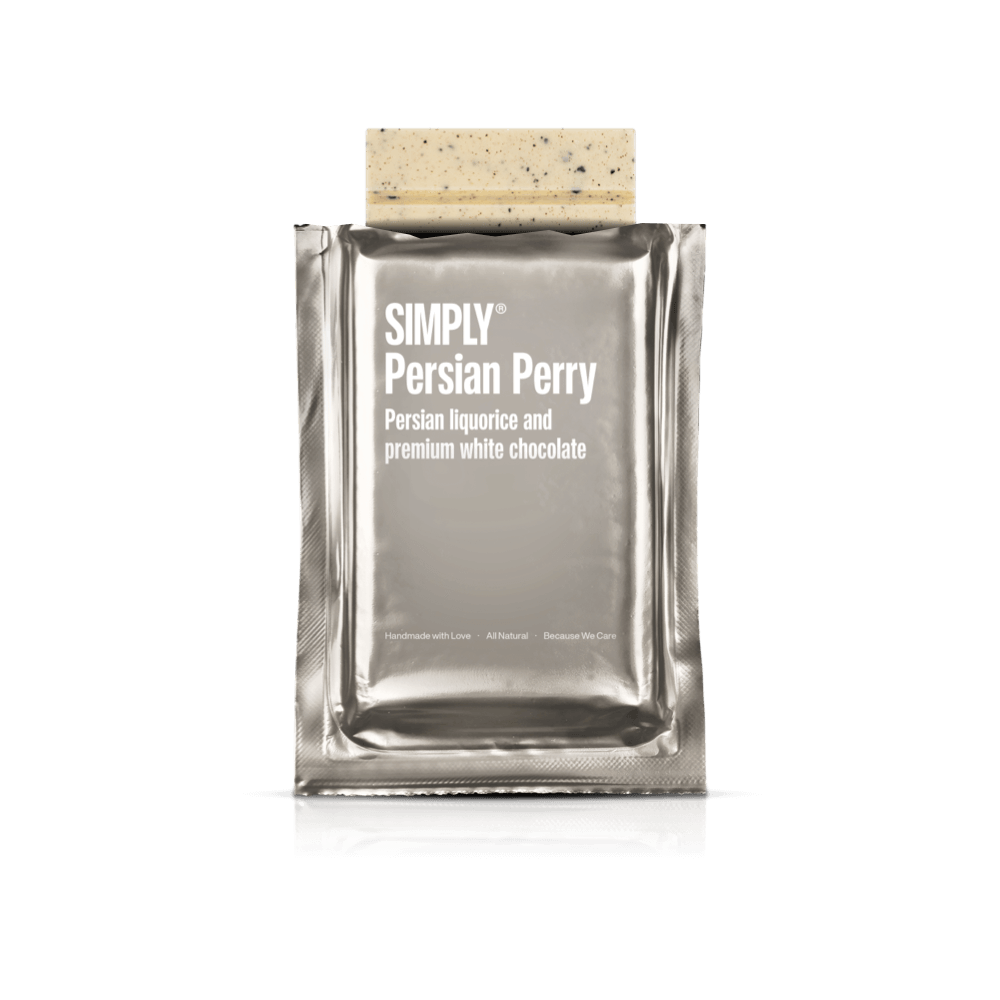 SIMPLY®
Persian Perry
Persian liquorice and
premium white chocolate
Handmade with Love · All Natural · Because We Care